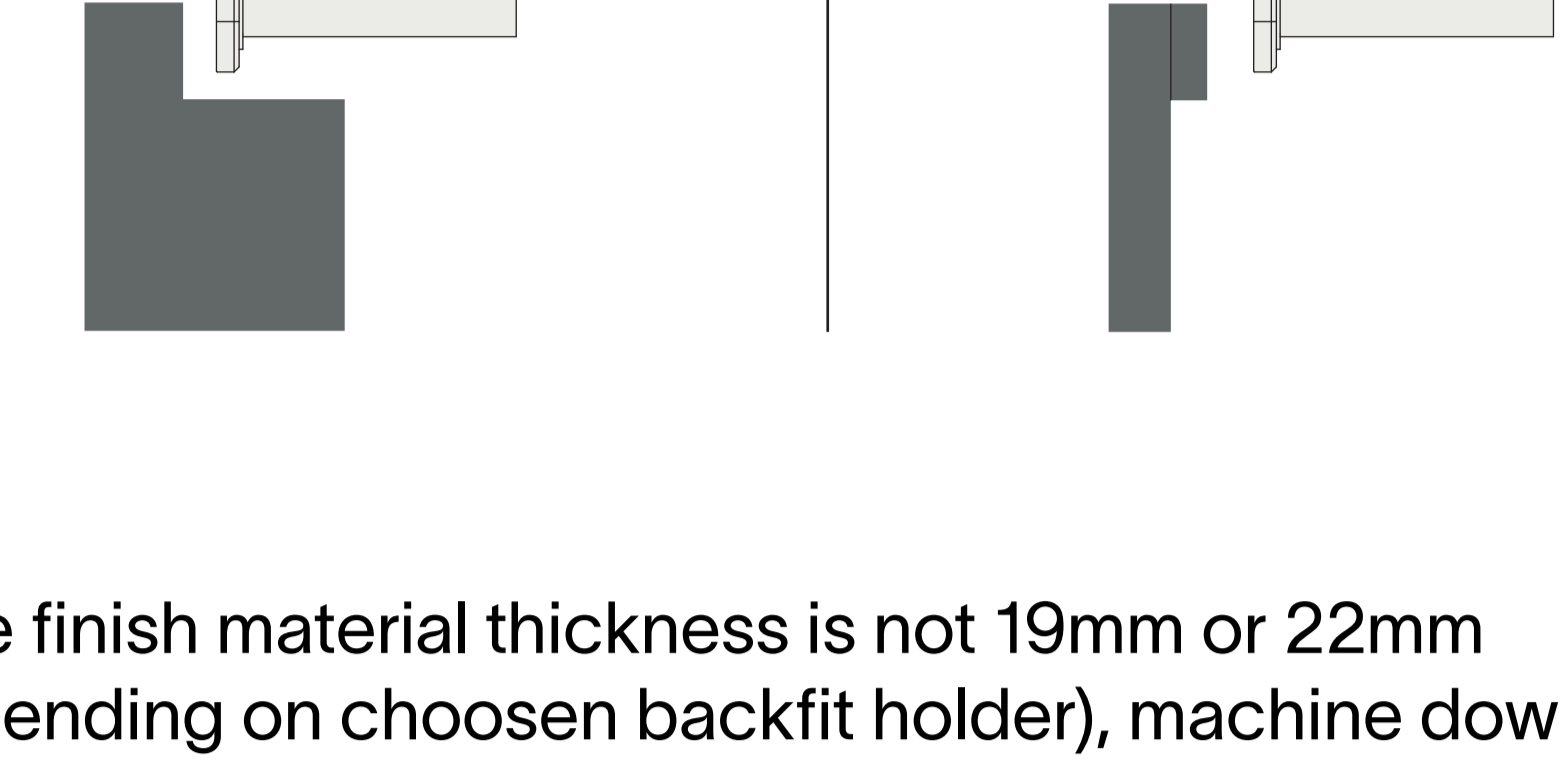 e finish material thickness is not 19mm or 22mm
ending on choosen backfit holder), machine dow